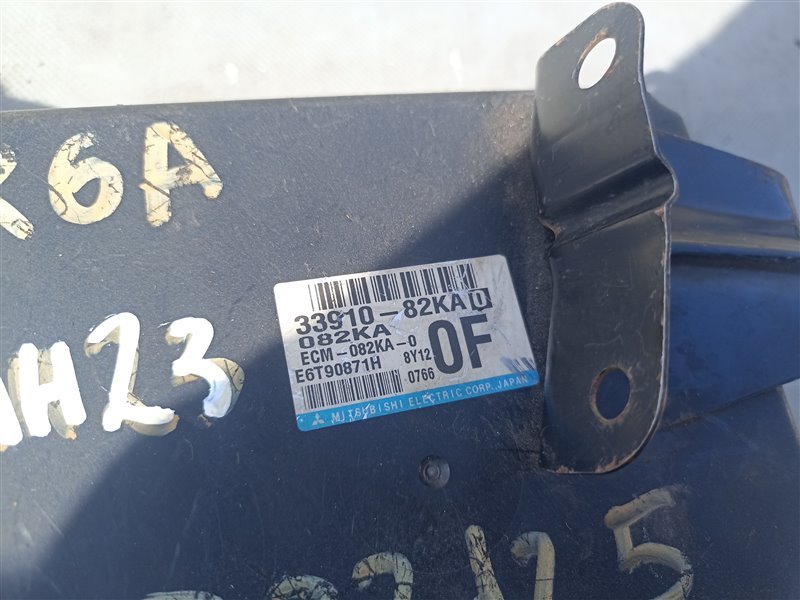 K6A
MH23
33910-82KA0
082KA
ECM-082KA-0
0F
E6T90871H 8Y12
0766
MITSUBISHI ELECTRIC CORP., JAPAN